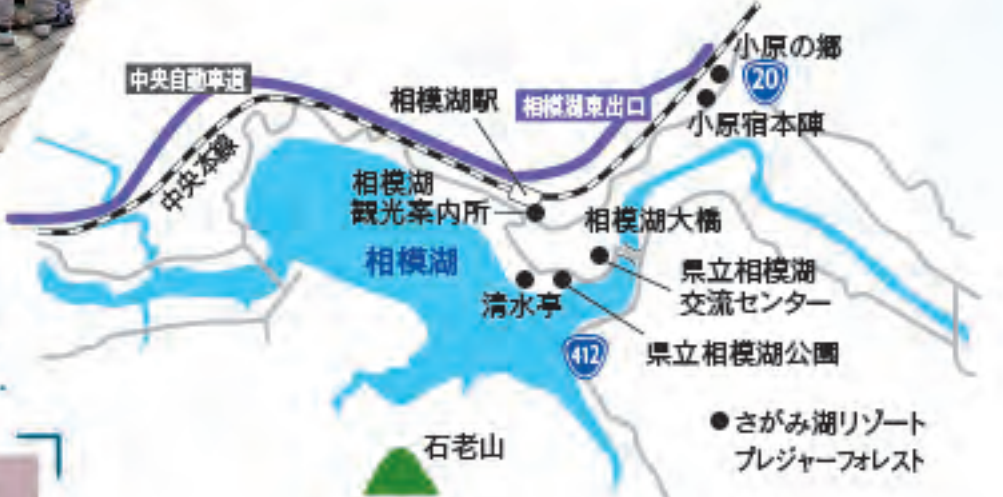 小原の郷
20
中央自動車道
相模湖駅
相模湖東出口
小原宿本陣
中央本線
相模湖
観光案内所
相模湖大橋
相模湖
県立相模湖
交流センター
清水亭
412
県立相模湖公園
さがみ湖リゾート
プレジャーフォレスト
石老山